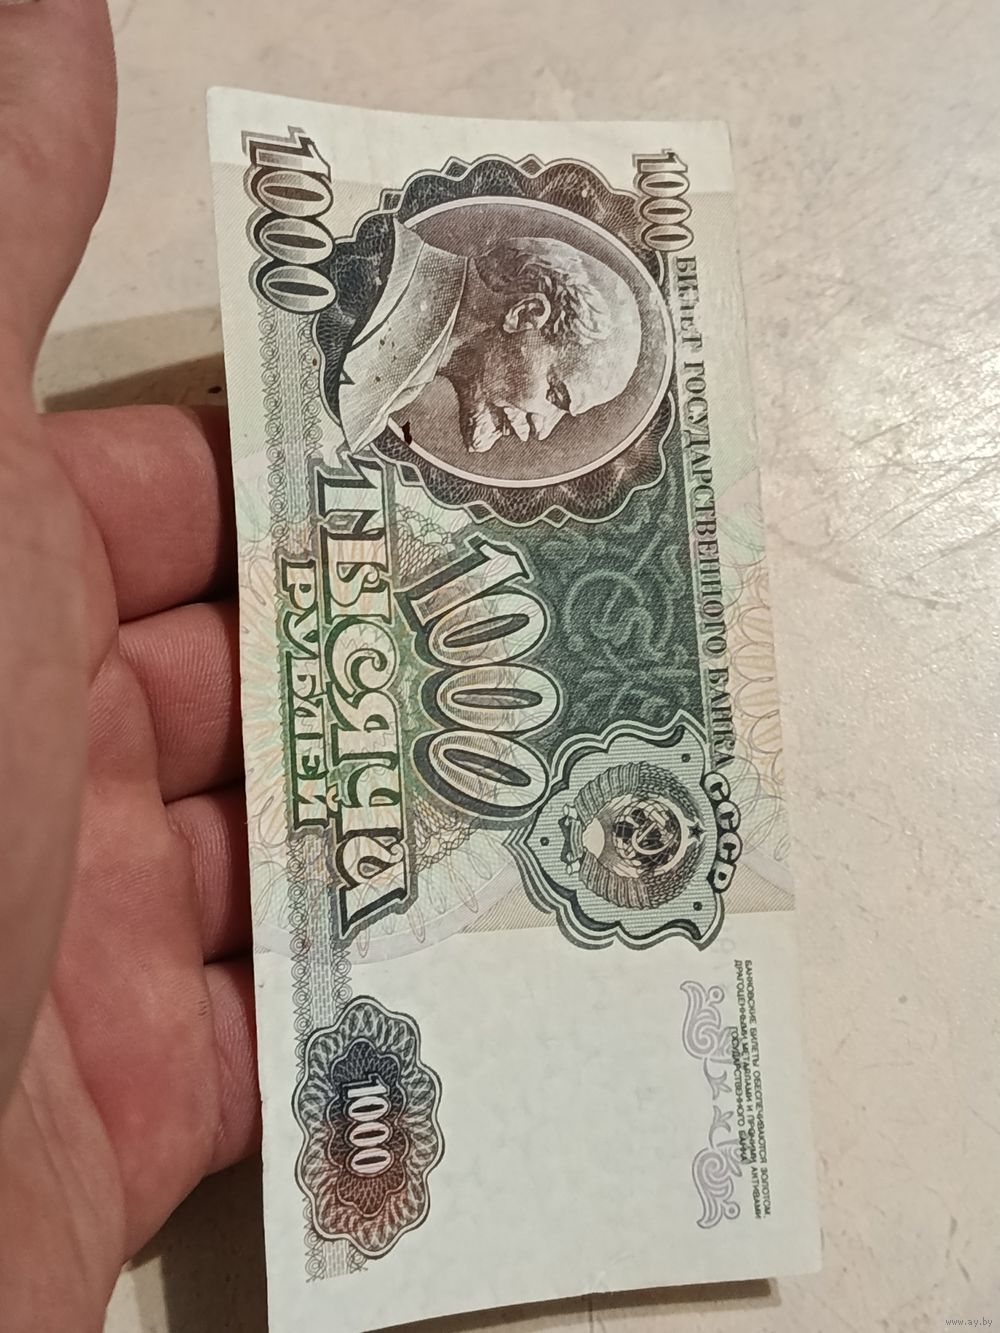 1000
БИЛЕТ ГОСУДАРСТВЕННОГО БАНКА СССР
БАНКОВСКИЕ БИЛЕТЫ ОБЕСПЕЧИВАЮТСЯ ЗОЛОТОМ,
ДРАГОЦЕННЫМИ МЕТАЛЛАМИ И ПРОЧИМИ АКТИВАМИ
ГОСУДАРСТВЕННОГО БАНКА
1000
1000
ТЫСЯЧА
РУБЛЕЙ
1000
www.ay.by